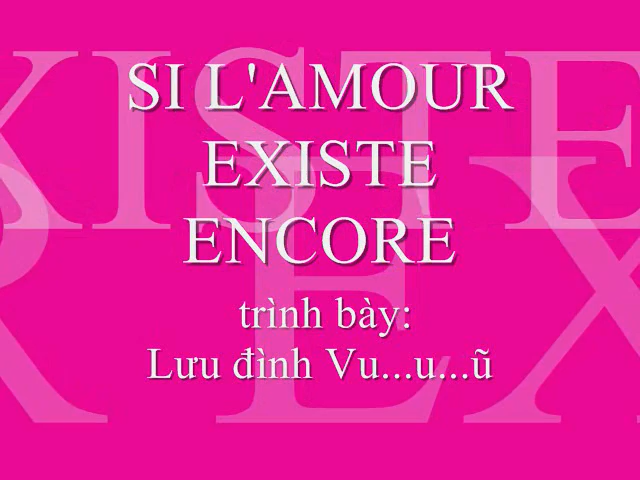 SI L'AMOUR
EXISTE
ENCORE
trình bày:
Lưu đình Vu...u...ũ